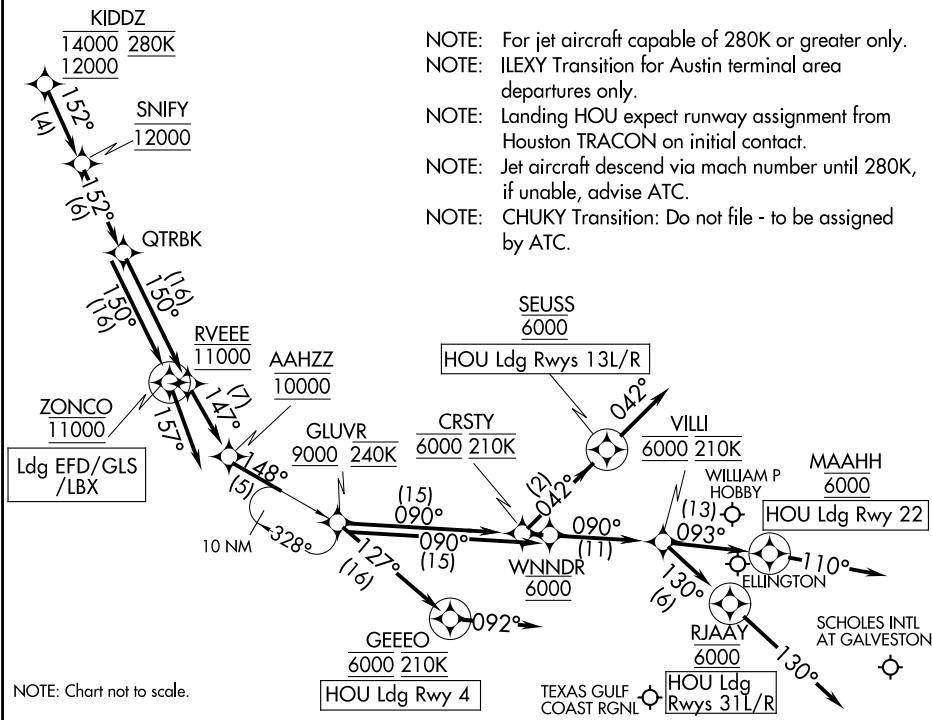 KIDDZ
14000 280K
12000
NOTE: For jet aircraft capable of 280K or greater only.
NOTE: ILEXY Transition for Austin terminal area
departures only.
NOTE: Landing HOU expect runway assignment from
Houston TRACON on initial contact.
NOTE: Jet aircraft descend via mach number until 280K,
if unable, advise ATC.
NOTE: CHUKY Transition: Do not file - to be assigned
by ATC.
152°
(4)
SNIFY
12000
152°
(6)
QTRBK
(16)
150°
150°
(16)
RVEEE
11000
ZONCO
11000
Ldg EFD/GLS
/LBX
157°
(7)
147°
AAHZZ
10000
148°
(5)
10 NM
328°
GLUVR
9000 240K
(15)
090°
090°
(15)
127°
(16)
GEEEO
6000 210K
HOU Ldg Rwy 4
092°
CRSTY
6000 210K
(2)
042°
SEUSS
6000
HOU Ldg Rwys 13L/R
042°
WNNDR
6000
090°
(11)
VILLI
6000 210K
WILLIAM P
HOBBY
(13)
093°
MAAHH
6000
HOU Ldg Rwy 22
110°
ELLINGTON
130°
(6)
RJAAY
6000
HOU Ldg
Rwys 31L/R
130°
SCHOLES INTL
AT GALVESTON
TEXAS GULF
COAST RGNL
NOTE: Chart not to scale.